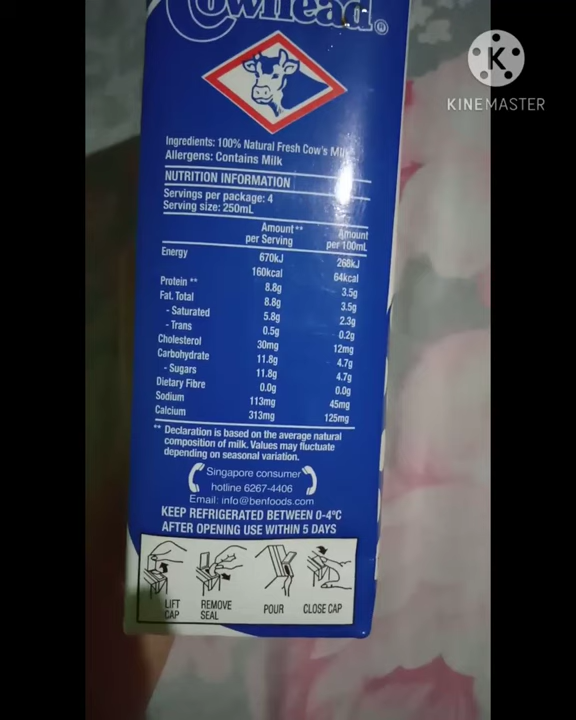 Cowhead®
KINEMASTER
Ingredients: 100% Natural Fresh Cow's Milk
Allergens: Contains Milk
NUTRITION INFORMATION
Servings per package: 4
Serving size: 250mL
Amount** per Serving Amount per 100mL
Energy 670kJ 268kJ
160kcal 64kcal
Protein ** 8.8g 3.5g
Fat. Total 8.8g 3.5g
- Saturated 5.8g 2.3g
- Trans 0.5g 0.2g
Cholesterol 30mg 12mg
Carbohydrate 11.8g 4.7g
- Sugars 11.8g 4.7g
Dietary Fibre 0.0g 0.0g
Sodium 113mg 45mg
Calcium 313mg 125mg
** Declaration is based on the average natural
composition of milk. Values may fluctuate
depending on seasonal variation.
Singapore consumer
hotline 6267-4406
Email: info@benfoods.com
KEEP REFRIGERATED BETWEEN 0-4°C
AFTER OPENING USE WITHIN 5 DAYS
LIFT CAP
REMOVE SEAL
POUR
CLOSE CAP